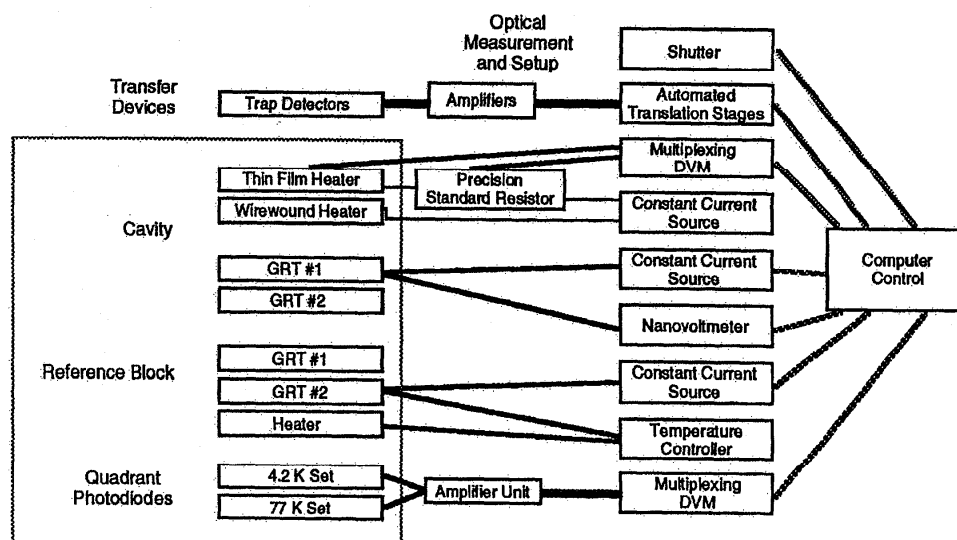 Optical
Measurement
and Setup
Shutter
Transfer
Devices
Trap Detectors
Amplifiers
Automated
Translation Stages
Thin Film Heater
Precision
Standard Resistor
Multiplexing
DVM
Cavity
Wirewound Heater
Constant Current
Source
GRT #1
Constant Current
Source
Computer
Control
GRT #2
Nanovoltmeter
Reference Block
GRT #1
GRT #2
Constant Current
Source
Heater
Temperature
Controller
Quadrant
Photodiodes
4.2 K Set
77 K Set
Amplifier Unit
Multiplexing
DVM